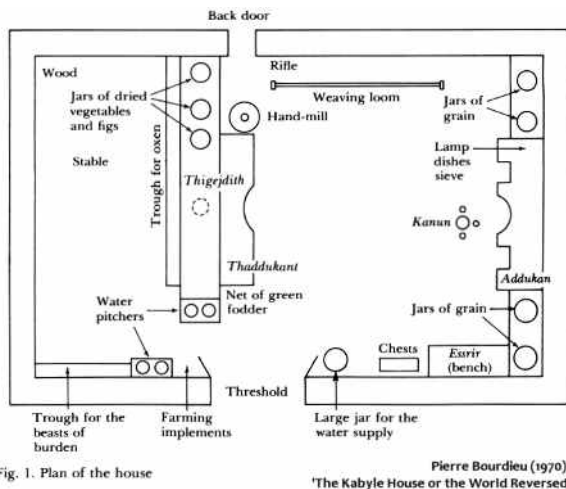 Back door
Wood
Rifle
Weaving loom
Jars of dried
vegetables
and figs
Hand-mill
Jars of
grain
Stable
Trough for oxen
Thigejdith
Lamp
dishes
sieve
Kanun
Thaddukant
Addukan
Water
pitchers
Net of green
fodder
Jars of grain
Chests
Essrir
(bench)
Threshold
Trough for the
beasts of
burden
Farming
implements
Large jar for the
water supply
Fig. 1. Plan of the house
Pierre Bourdieu (1970)
'The Kabyle House or the World Reversed